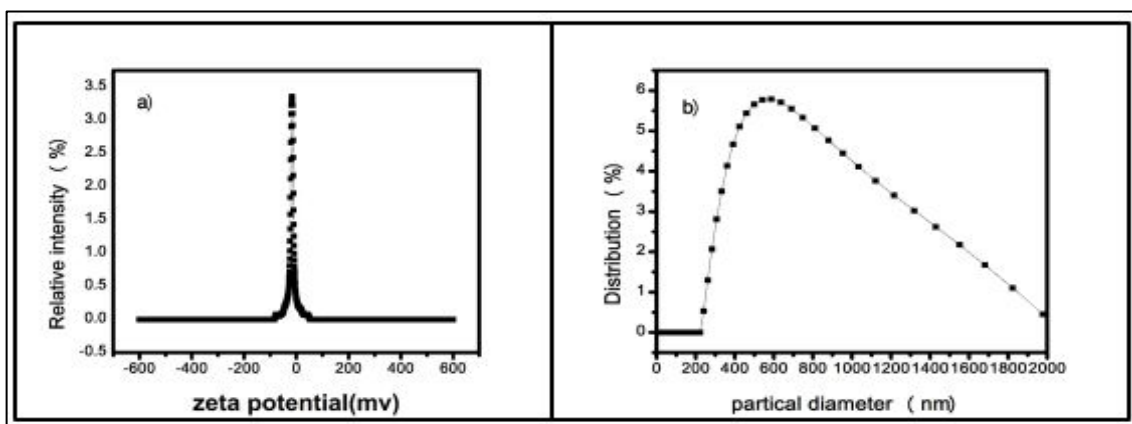 a)
3.5
3.0
2.5
2.0
1.5
1.0
0.5
0.0
-0.5
Relative intensity ( %)
-600 -400 -200 0 200 400 600
zeta potential(mv)
b)
6
5
4
3
2
1
0
Distribution ( %)
0 200 400 600 800 1000 1200 1400 1600 1800 2000
partical diameter ( nm)